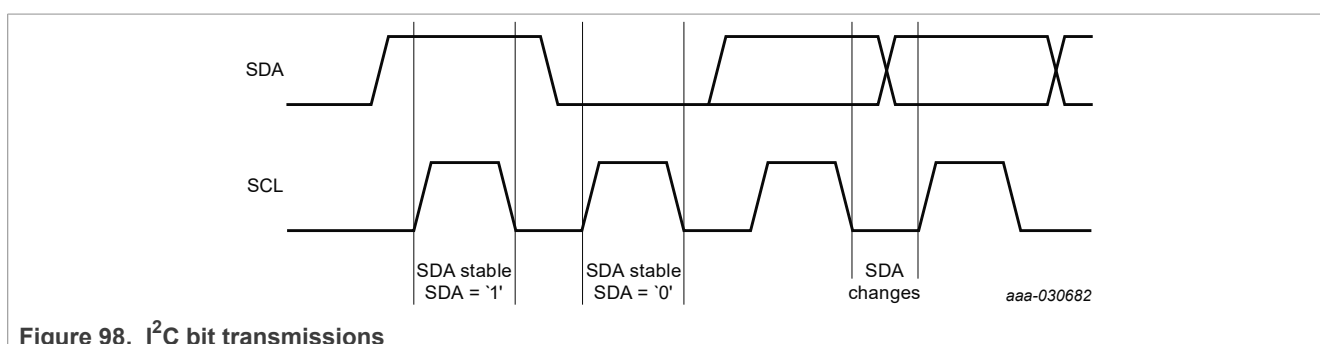 SDA
SCL
SDA stable
SDA = `1'
SDA stable
SDA = `0'
SDA
changes
aaa-030682
Figure 98. I²C bit transmissions